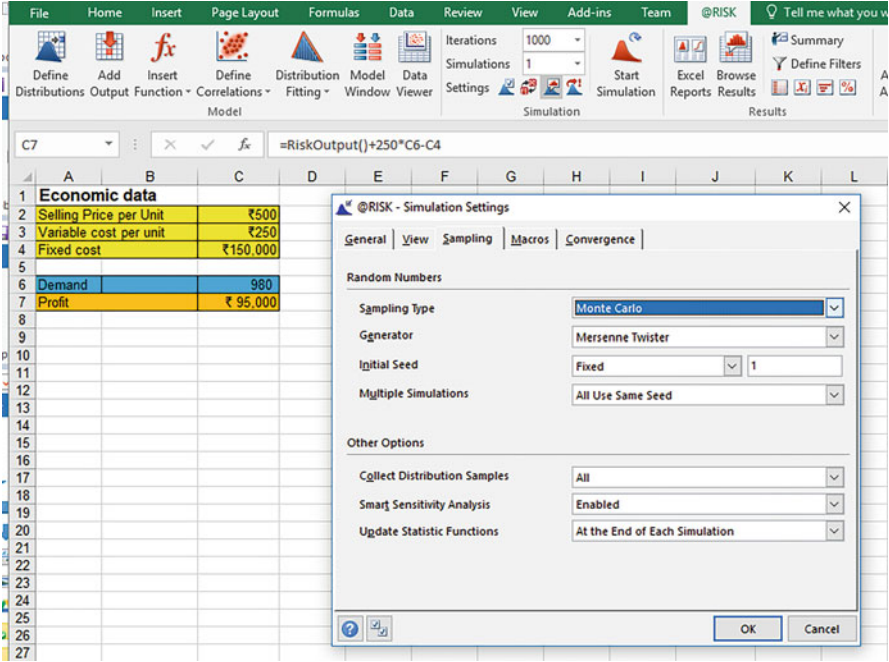 File Home Insert Page Layout Formulas Data Review View Add-ins Team @RISK Tell me what you w
Define Distributions
Add Output
Insert Function
Define Correlations
Distribution Fitting
Model Window
Data Viewer
Model
Iterations 1000
Simulations 1
Settings
Start Simulation
Simulation
Excel Reports
Browse Results
Summary
Define Filters
Results
C7 fx =RiskOutput()+250*C6-C4
A B C D E F G H I J K L
1 Economic data
2 Selling Price per Unit ₹500
3 Variable cost per unit ₹250
4 Fixed cost ₹150,000
5
6 Demand 980
7 Profit ₹ 95,000
8
9
10
11
12
13
14
15
16
17
18
19
20
21
22
23
24
25
26
27
@RISK - Simulation Settings
General View Sampling Macros Convergence
Random Numbers
Sampling Type Monte Carlo
Generator Mersenne Twister
Initial Seed Fixed 1
Multiple Simulations All Use Same Seed
Other Options
Collect Distribution Samples All
Smart Sensitivity Analysis Enabled
Update Statistic Functions At the End of Each Simulation
OK Cancel